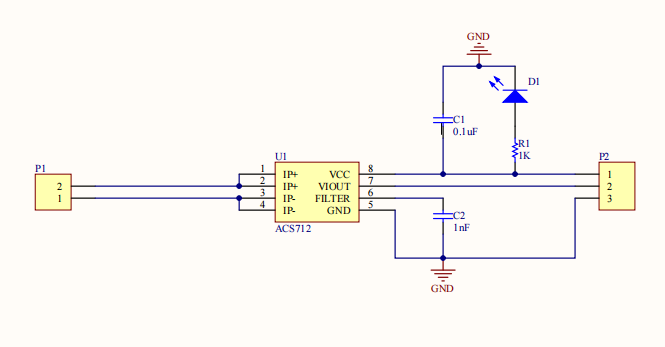 GND
D1
C1
0.1uF
R1
1K
P1
2
1
U1
1 IP+ VCC 8
2 IP+ VIOUT 7
3 IP- FILTER 6
4 IP- GND 5
ACS712
P2
1
2
3
C2
1nF
GND